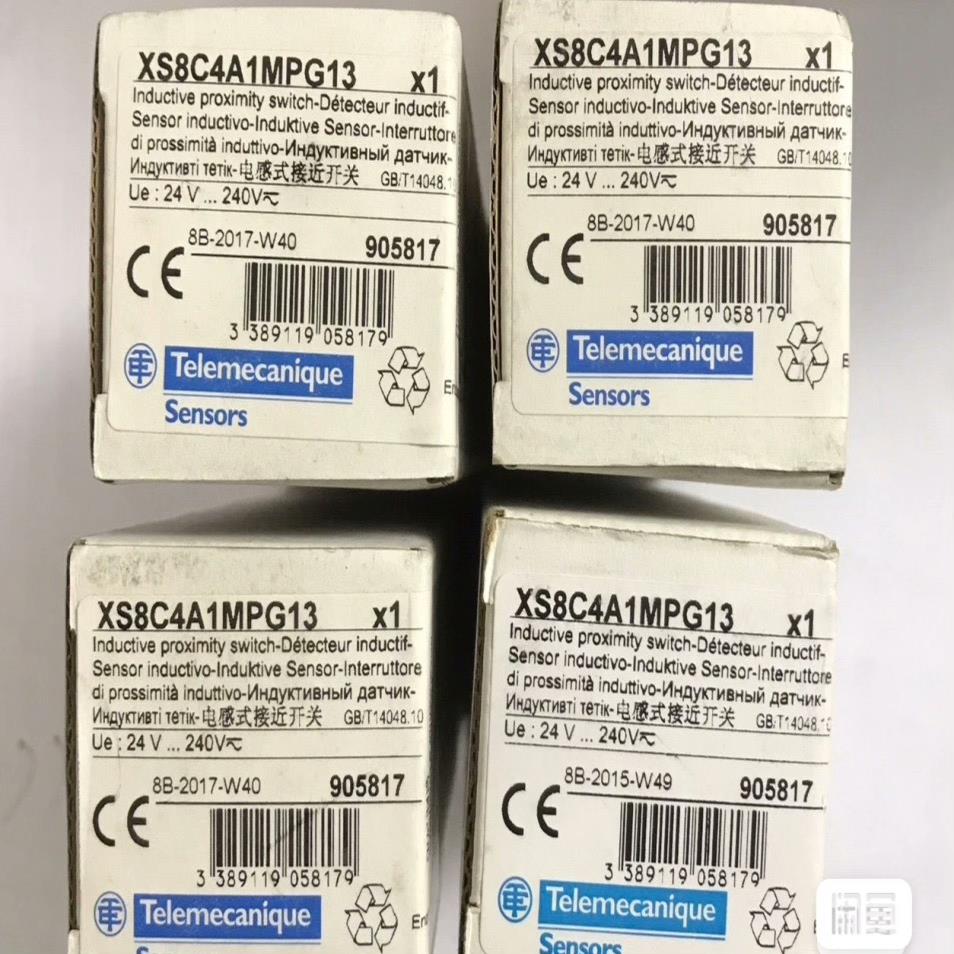 XS8C4A1MPG13 x1
Inductive proximity switch-Détecteur inductif-
Sensor inductivo-Induktive Sensor-Interruttore
di prossimità induttivo-Индуктивный датчик-
Индуктивті тетік-电感式接近开关 GB/T14048.10
Ue : 24 V ... 240V
8B-2017-W40 905817
CE
3 389119 058179
Telemecanique
Sensors
XS8C4A1MPG13 x1
Inductive proximity switch-Détecteur inductif-
Sensor inductivo-Induktive Sensor-Interruttore
di prossimità induttivo-Индуктивный датчик-
Индуктивті тетік-电感式接近开关 GB/T14048.10
Ue : 24 V ... 240V
8B-2017-W40 905817
CE
3 389119 058179
Telemecanique
Sensors
XS8C4A1MPG13 x1
Inductive proximity switch-Détecteur inductif-
Sensor inductivo-Induktive Sensor-Interruttore
di prossimità induttivo-Индуктивный датчик-
Индуктивті тетік-电感式接近开关 GB/T14048.10
Ue : 24 V ... 240V
8B-2017-W40 905817
CE
3 389119 058179
Telemecanique
XS8C4A1MPG13 x1
Inductive proximity switch-Détecteur inductif-
Sensor inductivo-Induktive Sensor-Interruttore
di prossimità induttivo-Индуктивный датчик-
Индуктивті тетік-电感式接近开关 GB/T14048.10
Ue : 24 V ... 240V
8B-2015-W49 905817
CE
3 389119 058179
Telemecanique
Sensors
闲鱼